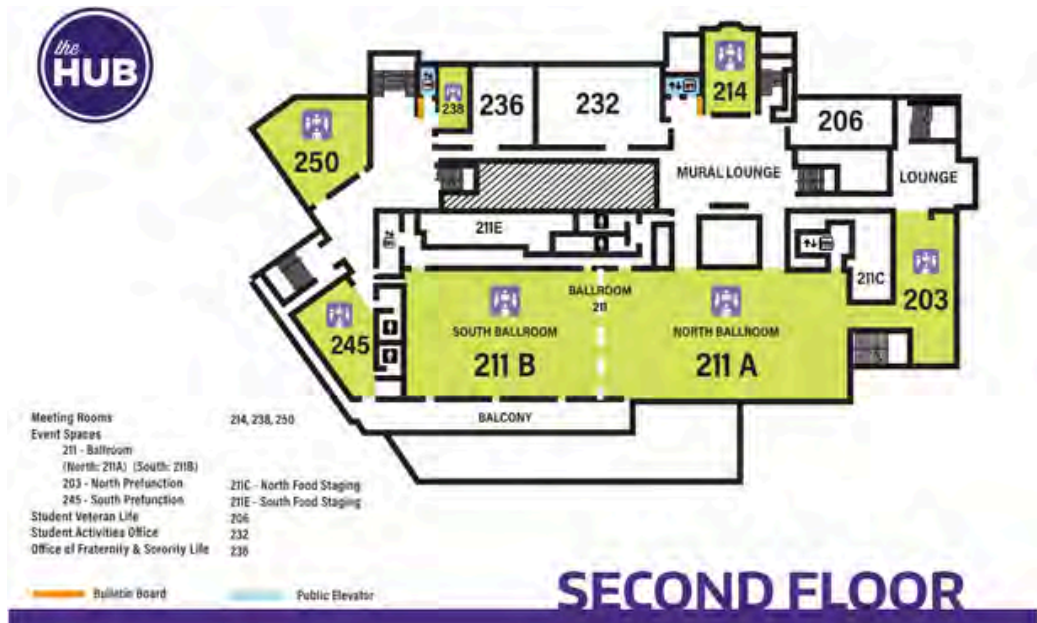 the
HUB
214
238
236
232
250
206
MURAL LOUNGE
LOUNGE
211E
211C
203
BALLROOM
211
SOUTH BALLROOM
211 B
NORTH BALLROOM
211 A
245
BALCONY
Meeting Rooms 214, 238, 250
Event Spaces
211 - Ballroom
(North: 211A) (South: 211B)
203 - North Prefunction 211C - North Food Staging
245 - South Prefunction 211E - South Food Staging
Student Veteran Life 206
Student Activities Office 232
Office of Fraternity & Sorority Life 236
Bulletin Board Public Elevator
SECOND FLOOR